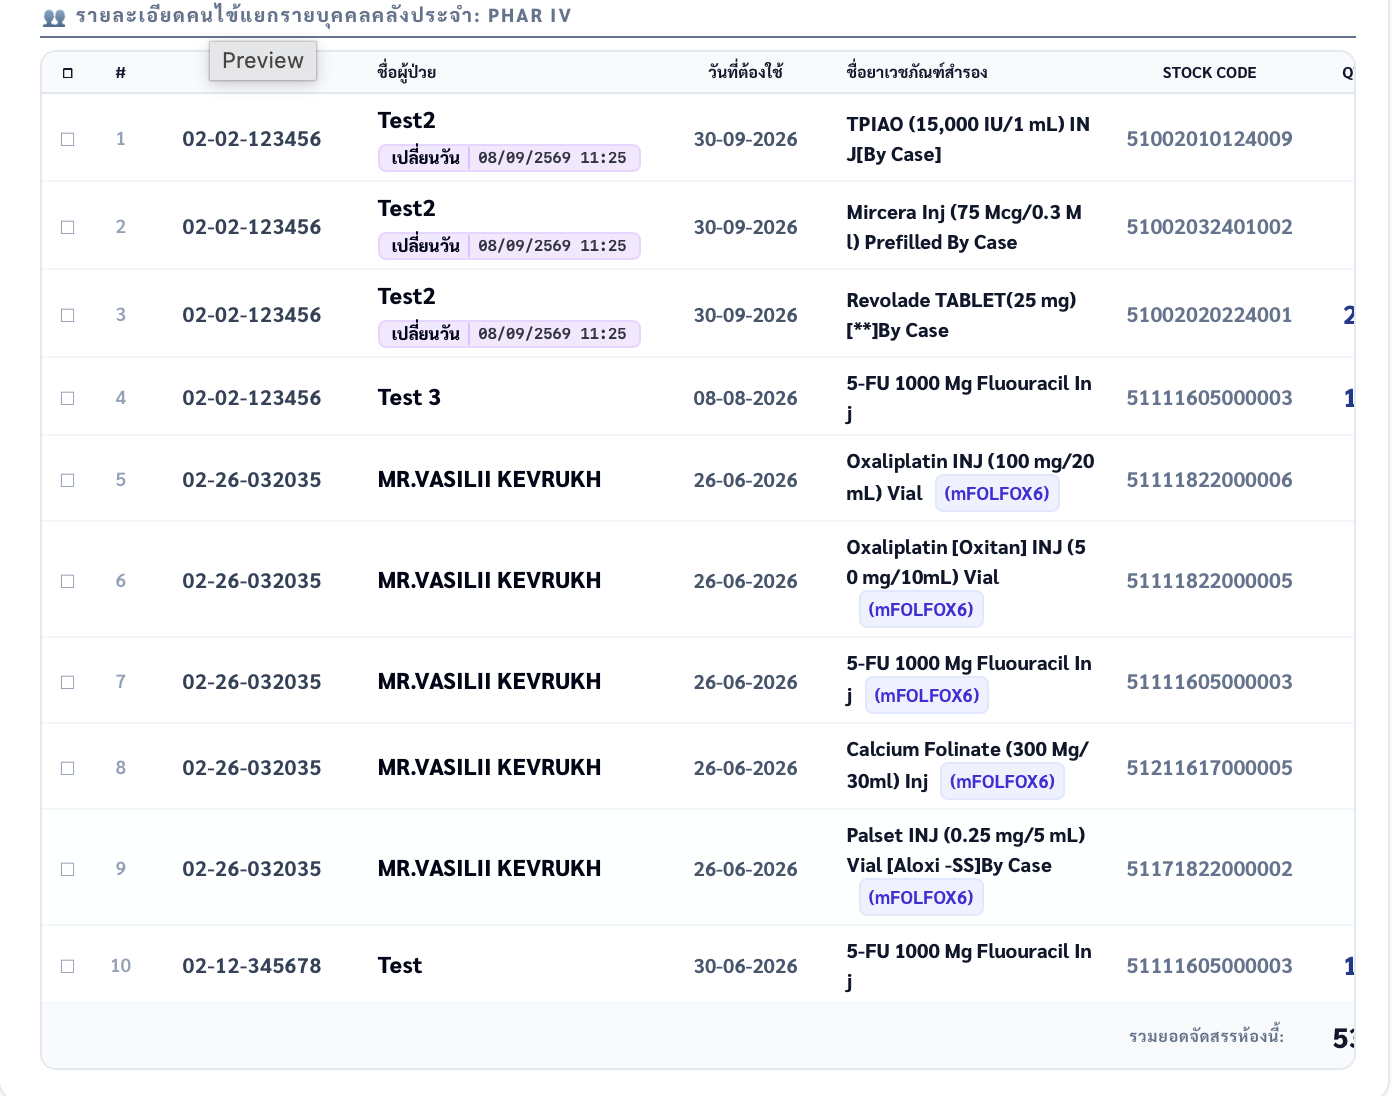 👥 รายละเอียดคนไข้แยกรายบุคคลคลังประจำ: PHAR IV
Preview
# ชื่อผู้ป่วย วันที่ต้องใช้ ชื่อยาเวชภัณฑ์สำรอง STOCK CODE
1 02-02-123456 Test2 30-09-2026 TPIAO (15,000 IU/1 mL) IN 51002010124009
เปลี่ยนวัน 08/09/2569 11:25 J[By Case]
2 02-02-123456 Test2 30-09-2026 Mircera Inj (75 Mcg/0.3 M 51002032401002
เปลี่ยนวัน 08/09/2569 11:25 l) Prefilled By Case
3 02-02-123456 Test2 30-09-2026 Revolade TABLET(25 mg) 51002020224001 2
เปลี่ยนวัน 08/09/2569 11:25 [**]By Case
4 02-02-123456 Test 3 08-08-2026 5-FU 1000 Mg Fluouracil In 51111605000003 1
j
5 02-26-032035 MR.VASILII KEVRUKH 26-06-2026 Oxaliplatin INJ (100 mg/20 51111822000006
mL) Vial (mFOLFOX6)
6 02-26-032035 MR.VASILII KEVRUKH 26-06-2026 Oxaliplatin [Oxitan] INJ (5 51111822000005
0 mg/10mL) Vial
(mFOLFOX6)
7 02-26-032035 MR.VASILII KEVRUKH 26-06-2026 5-FU 1000 Mg Fluouracil In 51111605000003
j (mFOLFOX6)
8 02-26-032035 MR.VASILII KEVRUKH 26-06-2026 Calcium Folinate (300 Mg/ 51211617000005
30ml) Inj (mFOLFOX6)
9 02-26-032035 MR.VASILII KEVRUKH 26-06-2026 Palset INJ (0.25 mg/5 mL) 51171822000002
Vial [Aloxi -SS]By Case
(mFOLFOX6)
10 02-12-345678 Test 30-06-2026 5-FU 1000 Mg Fluouracil In 51111605000003 1
j
รวมยอดจัดสรรห้องนี้: 53